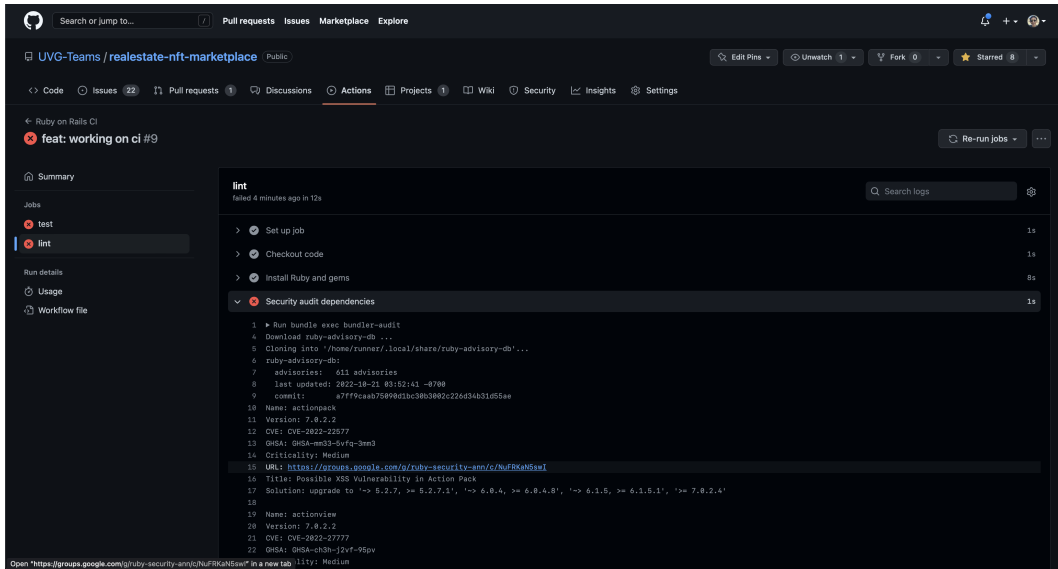 Search or jump to... /
Pull requests Issues Marketplace Explore
UVG-Teams / realestate-nft-marketplace Public
Edit Pins Unwatch 1 Fork 0 Starred 8
Code Issues 22 Pull requests 1 Discussions Actions Projects 1 Wiki Security Insights Settings
← Ruby on Rails CI
feat: working on ci #9
Re-run jobs ...
Summary
Jobs
test
lint
Run details
Usage
Workflow file
lint
failed 4 minutes ago in 12s
Search logs
Set up job 1s
Checkout code 1s
Install Ruby and gems 8s
Security audit dependencies 1s
1 ▶ Run bundle exec bundler-audit
4 Download ruby-advisory-db ...
5 Cloning into '/home/runner/.local/share/ruby-advisory-db'...
6 ruby-advisory-db:
7 advisories: 611 advisories
8 last updated: 2022-10-21 03:52:41 -0700
9 commit: a7ff9caab75090d1bc30b3002c226d34b31d55ae
10 Name: actionpack
11 Version: 7.0.2.2
12 CVE: CVE-2022-22577
13 GHSA: GHSA-mm33-5vfq-3mm3
14 Criticality: Medium
15 URL: https://groups.google.com/g/ruby-security-ann/c/NuFRKaN5swI
16 Title: Possible XSS Vulnerability in Action Pack
17 Solution: upgrade to '~> 5.2.7, >= 5.2.7.1', '~> 6.0.4, >= 6.0.4.8', '~> 6.1.5, >= 6.1.5.1', '>= 7.0.2.4'
18
19 Name: actionview
20 Version: 7.0.2.2
21 CVE: CVE-2022-27777
22 GHSA: GHSA-ch3h-j2vf-95pv
Open "https://groups.google.com/g/ruby-security-ann/c/NuFRKaN5swI" in a new tab
lity: Medium